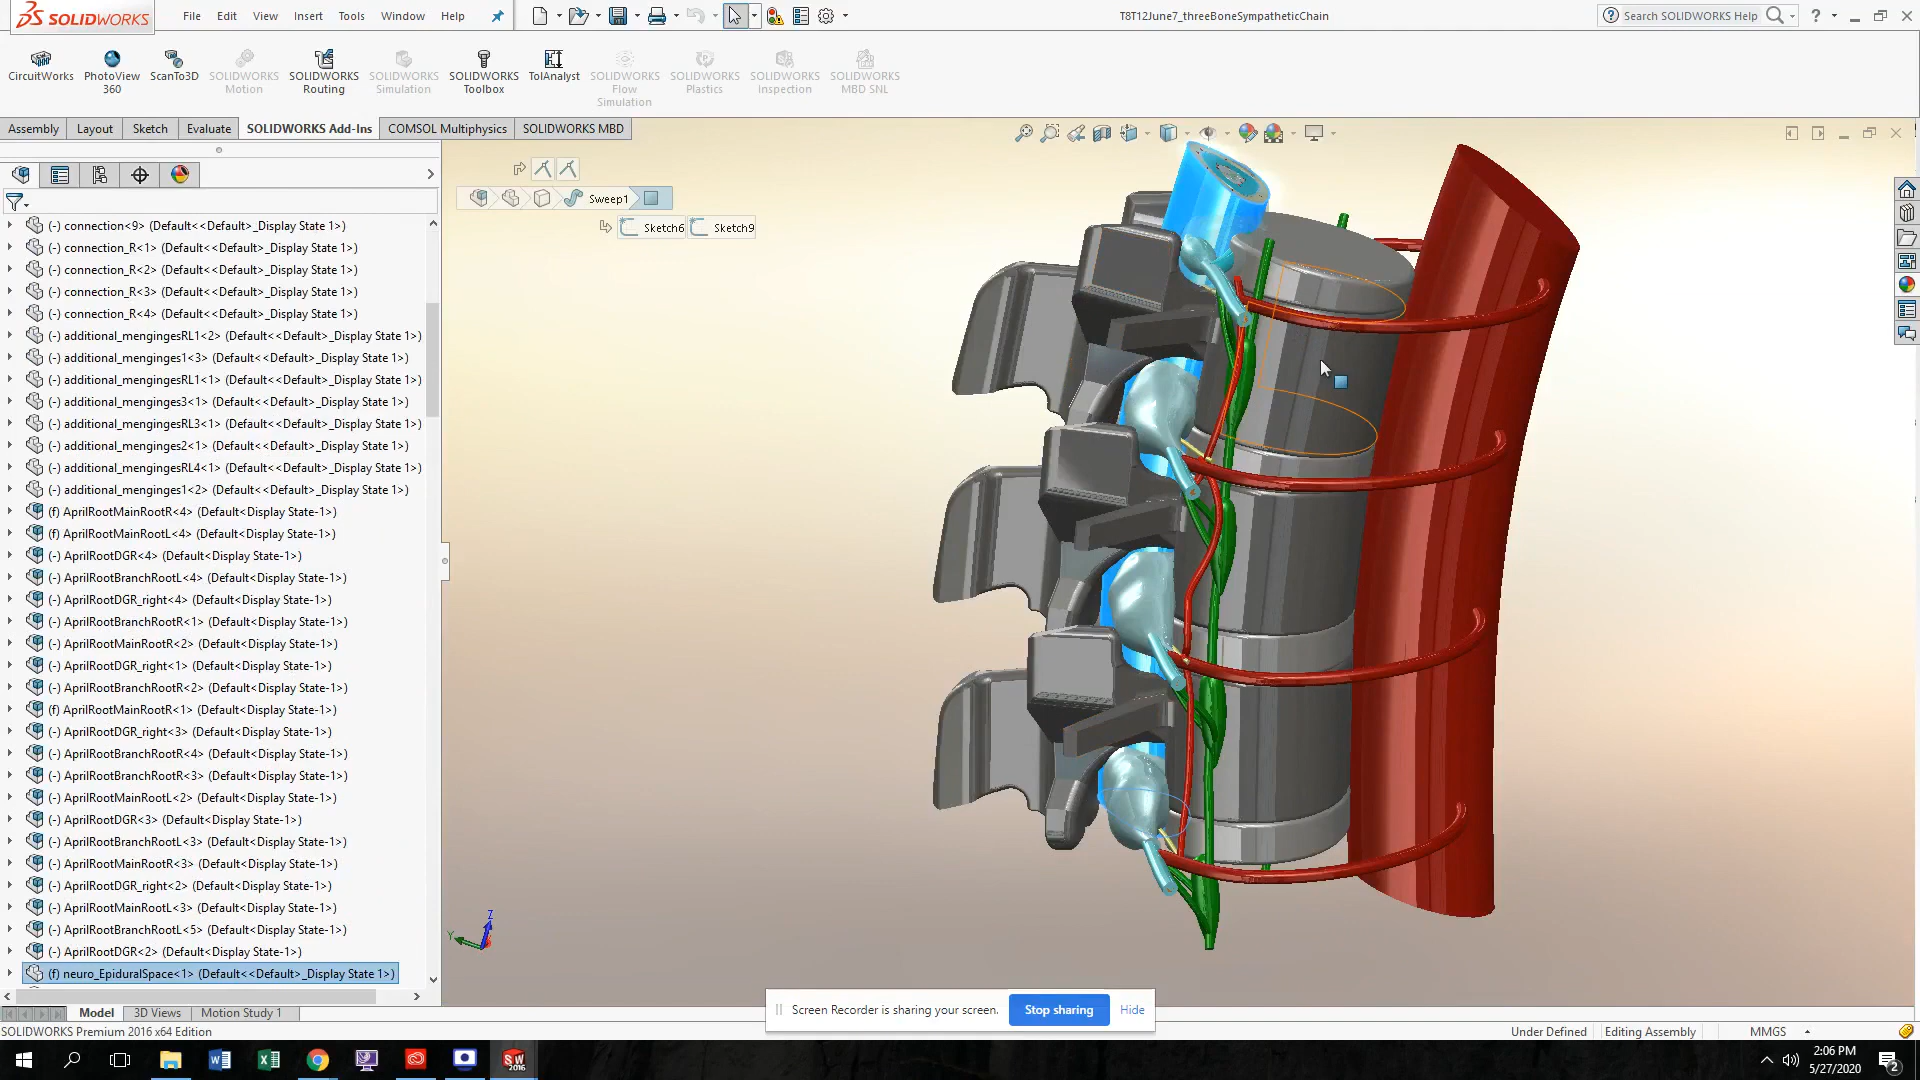 SOLIDWORKS
File Edit View Insert Tools Window Help
T8T12June7_threeBoneSympatheticChain
Search SOLIDWORKS Help
CircuitWorks
PhotoView
360
ScanTo3D
SOLIDWORKS
Motion
SOLIDWORKS
Routing
SOLIDWORKS
Simulation
SOLIDWORKS
Toolbox
TolAnalyst
SOLIDWORKS
Flow
Simulation
SOLIDWORKS
Plastics
SOLIDWORKS
Inspection
SOLIDWORKS
MBD SNL
Assembly Layout Sketch Evaluate SOLIDWORKS Add-Ins COMSOL Multiphysics SOLIDWORKS MBD
Sweep1
Sketch6 Sketch9
(-) connection<9> (Default<<Default>_Display State 1>)
(-) connection_R<1> (Default<<Default>_Display State 1>)
(-) connection_R<2> (Default<<Default>_Display State 1>)
(-) connection_R<3> (Default<<Default>_Display State 1>)
(-) connection_R<4> (Default<<Default>_Display State 1>)
(-) additional_mengingesRL1<2> (Default<<Default>_Display State 1>)
(-) additional_menginges1<3> (Default<<Default>_Display State 1>)
(-) additional_mengingesRL1<1> (Default<<Default>_Display State 1>)
(-) additional_menginges3<1> (Default<<Default>_Display State 1>)
(-) additional_mengingesRL3<1> (Default<<Default>_Display State 1>)
(-) additional_menginges2<1> (Default<<Default>_Display State 1>)
(-) additional_mengingesRL4<1> (Default<<Default>_Display State 1>)
(-) additional_menginges1<2> (Default<<Default>_Display State 1>)
(f) AprilRootMainRootR<4> (Default<Display State-1>)
(f) AprilRootMainRootL<4> (Default<Display State-1>)
(-) AprilRootDGR<4> (Default<Display State-1>)
(-) AprilRootBranchRootL<4> (Default<Display State-1>)
(-) AprilRootDGR_right<4> (Default<Display State-1>)
(-) AprilRootBranchRootR<1> (Default<Display State-1>)
(-) AprilRootMainRootR<2> (Default<Display State-1>)
(-) AprilRootDGR_right<1> (Default<Display State-1>)
(-) AprilRootBranchRootR<2> (Default<Display State-1>)
(f) AprilRootMainRootR<1> (Default<Display State-1>)
(-) AprilRootDGR_right<3> (Default<Display State-1>)
(-) AprilRootBranchRootR<4> (Default<Display State-1>)
(-) AprilRootBranchRootR<3> (Default<Display State-1>)
(-) AprilRootMainRootL<2> (Default<Display State-1>)
(-) AprilRootDGR<3> (Default<Display State-1>)
(-) AprilRootBranchRootL<3> (Default<Display State-1>)
(-) AprilRootMainRootR<3> (Default<Display State-1>)
(-) AprilRootDGR_right<2> (Default<Display State-1>)
(-) AprilRootMainRootL<3> (Default<Display State-1>)
(-) AprilRootBranchRootL<5> (Default<Display State-1>)
(-) AprilRootDGR<2> (Default<Display State-1>)
(f) neuro_EpiduralSpace<1> (Default<<Default>_Display State 1>)
Z
Y
Model 3D Views Motion Study 1
Screen Recorder is sharing your screen. Stop sharing Hide
SOLIDWORKS Premium 2016 x64 Edition
Under Defined Editing Assembly MMGS
SW
2016
2:06 PM
5/27/2020
2